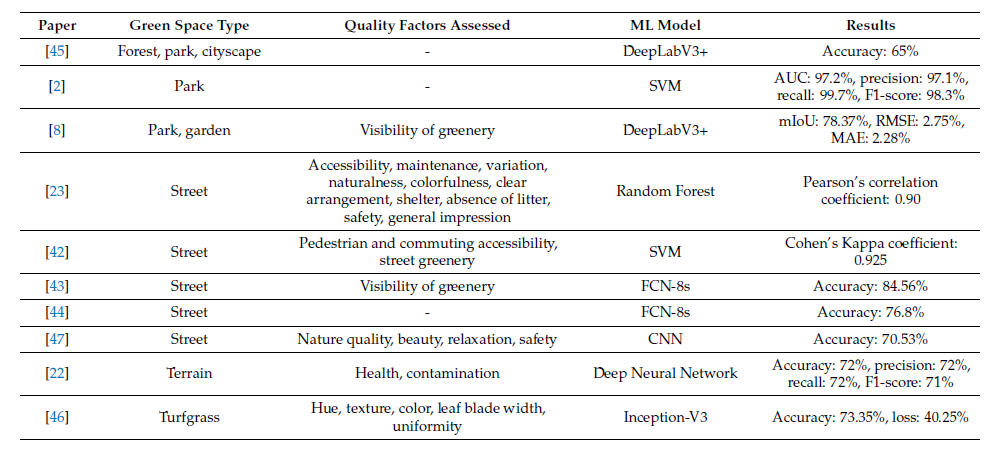 Paper Green Space Type Quality Factors Assessed ML Model Results
[45] Forest, park, cityscape - DeepLabV3+ Accuracy: 65%
[2] Park - SVM AUC: 97.2%, precision: 97.1%,
recall: 99.7%, F1-score: 98.3%
[8] Park, garden Visibility of greenery DeepLabV3+ mIoU: 78.37%, RMSE: 2.75%,
MAE: 2.28%
[23] Street Accessibility, maintenance, variation,
naturalness, colorfulness, clear
arrangement, shelter, absence of litter,
safety, general impression Random Forest Pearson's correlation
coefficient: 0.90
[42] Street Pedestrian and commuting accessibility,
street greenery SVM Cohen's Kappa coefficient:
0.925
[43] Street Visibility of greenery FCN-8s Accuracy: 84.56%
[44] Street - FCN-8s Accuracy: 76.8%
[47] Street Nature quality, beauty, relaxation, safety CNN Accuracy: 70.53%
[22] Terrain Health, contamination Deep Neural Network Accuracy: 72%, precision: 72%,
recall: 72%, F1-score: 71%
[46] Turfgrass Hue, texture, color, leaf blade width,
uniformity Inception-V3 Accuracy: 73.35%, loss: 40.25%